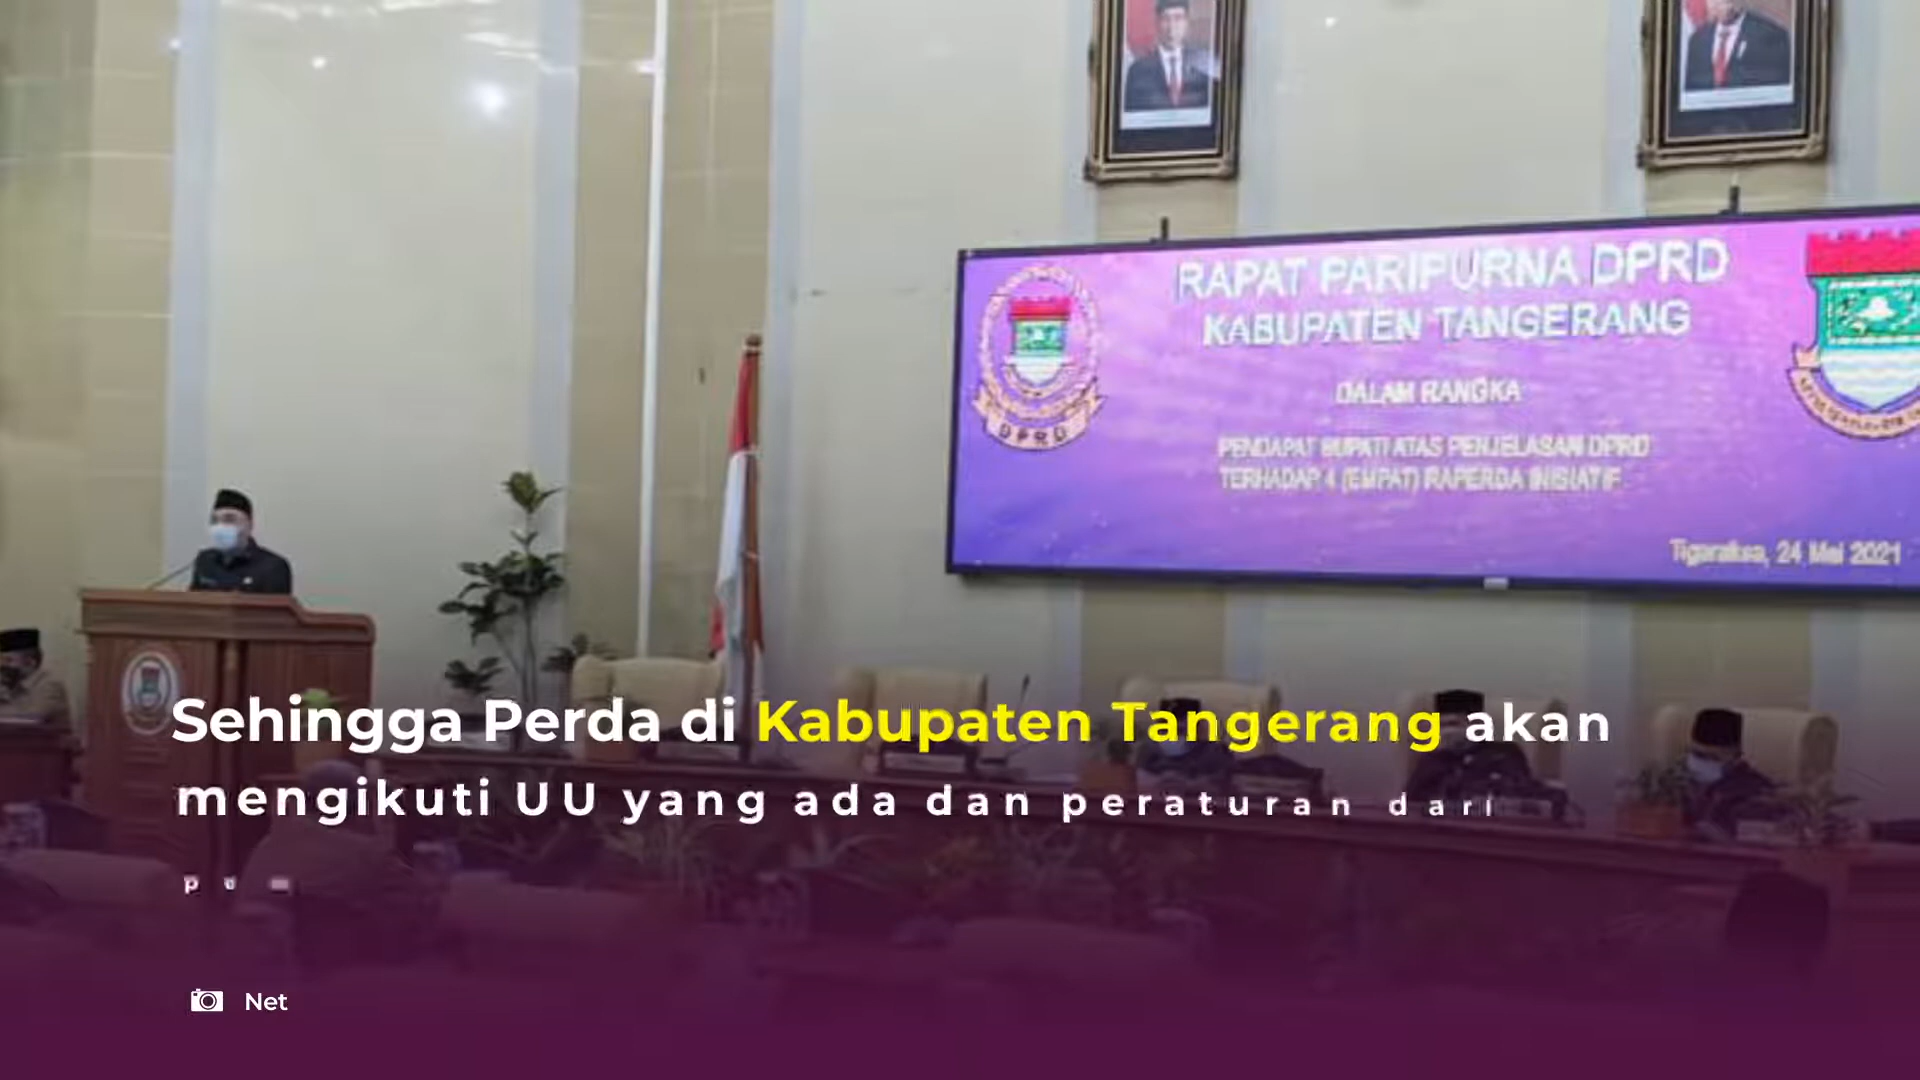 RAPAT PARIPURNA DPRD
KABUPATEN TANGERANG
DALAM RANGKA
PENDAPAT BUPATI ATAS PENJELASAN DPRD
TERHADAP 4 (EMPAT) RAPERDA INISIATIF
Tigaraksa, 24 Mei 2021
DPRD
Sehingga Perda di Kabupaten Tangerang akan
mengikuti UU yang ada dan peraturan dari
Net